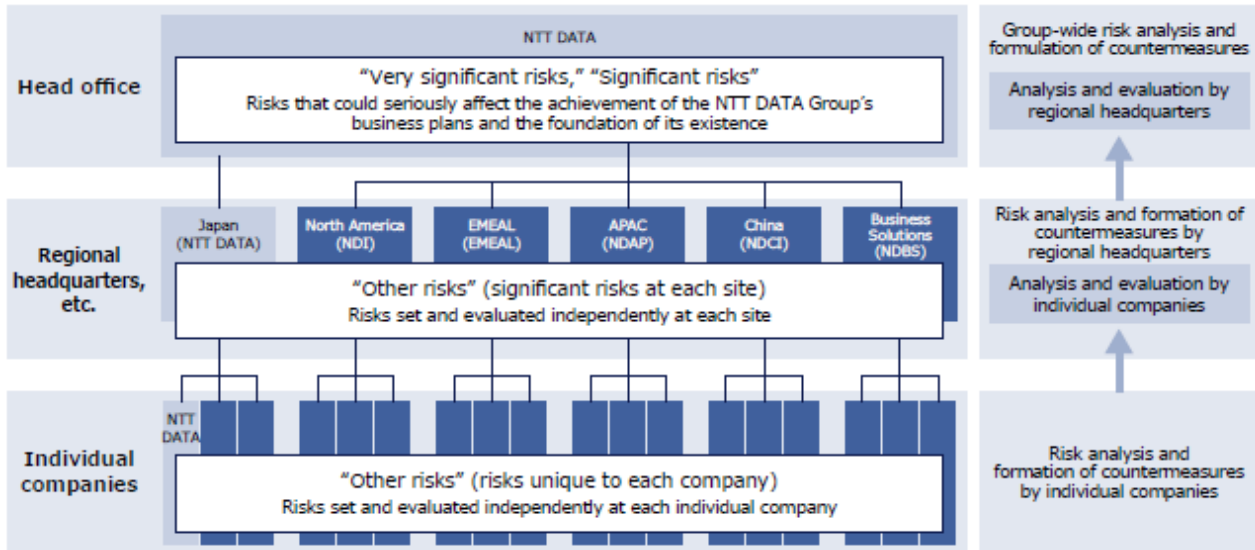 NTT DATA
Head office
“Very significant risks,” “Significant risks”
Risks that could seriously affect the achievement of the NTT DATA Group’s
business plans and the foundation of its existence
Group-wide risk analysis and
formulation of countermeasures
Analysis and evaluation by
regional headquarters
Regional
headquarters,
etc.
Japan
(NTT DATA)
North America
(NDI)
EMEAL
(EMEAL)
APAC
(NDAP)
China
(NDCI)
Business
Solutions
(NDBS)
“Other risks” (significant risks at each site)
Risks set and evaluated independently at each site
Risk analysis and formation of
countermeasures by
regional headquarters
Analysis and evaluation by
individual companies
Individual
companies
NTT
DATA
“Other risks” (risks unique to each company)
Risks set and evaluated independently at each individual company
Risk analysis and
formation of countermeasures
by individual companies